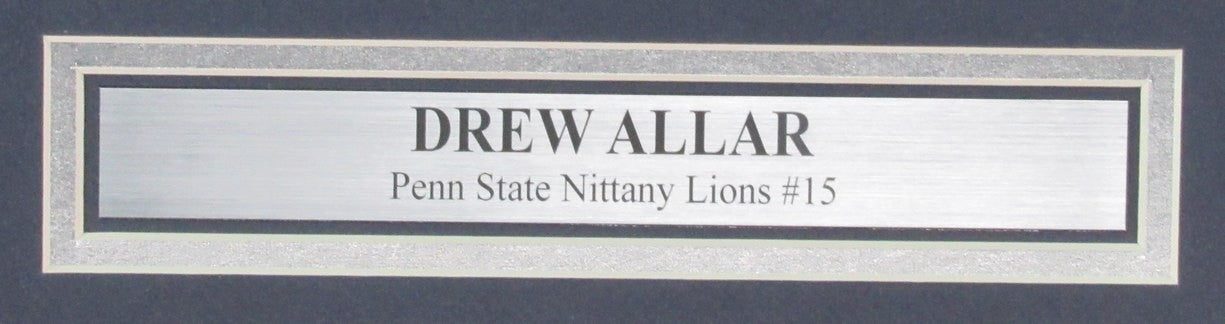 DREW ALLAR
Penn State Nittany Lions #15